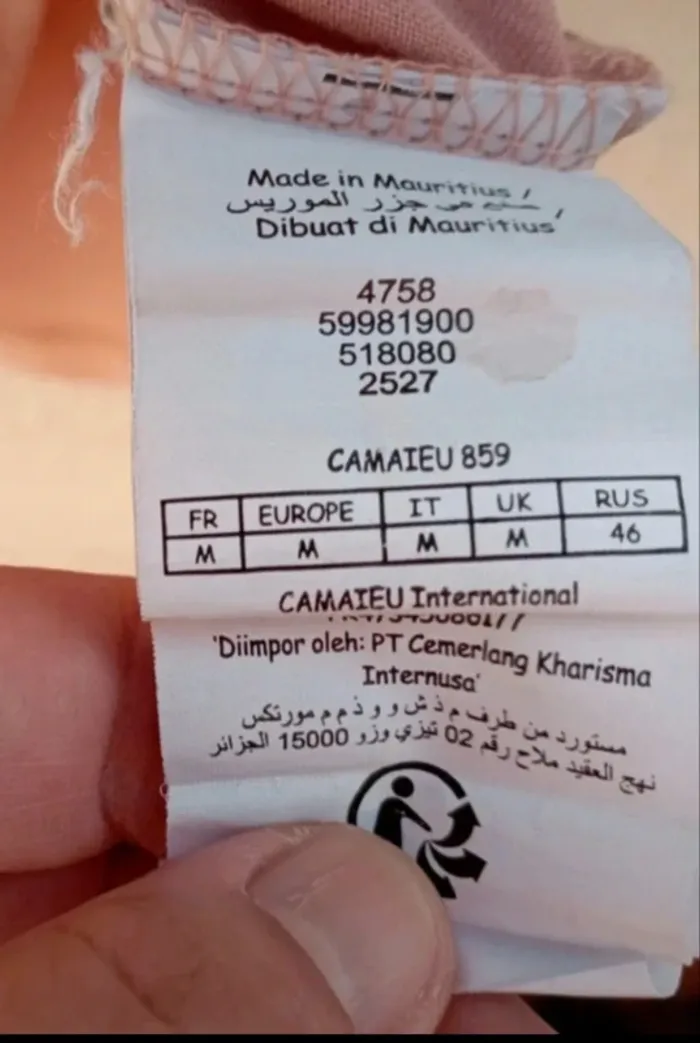 Made in Mauritius /
صنع في جزر الموريس /
Dibuat di Mauritius
4758
59981900
518080
2527
CAMAIEU 859
FR EUROPE IT UK RUS
M M M M 46
CAMAIEU International
'Diimpor oleh: PT Cemerlang Kharisma
Internusa'
مستورد من طرف م ذ ش و و ذ م م مورتكس
نهج العقيد ملاح رقم 02 تيزي وزو 15000 الجزائر